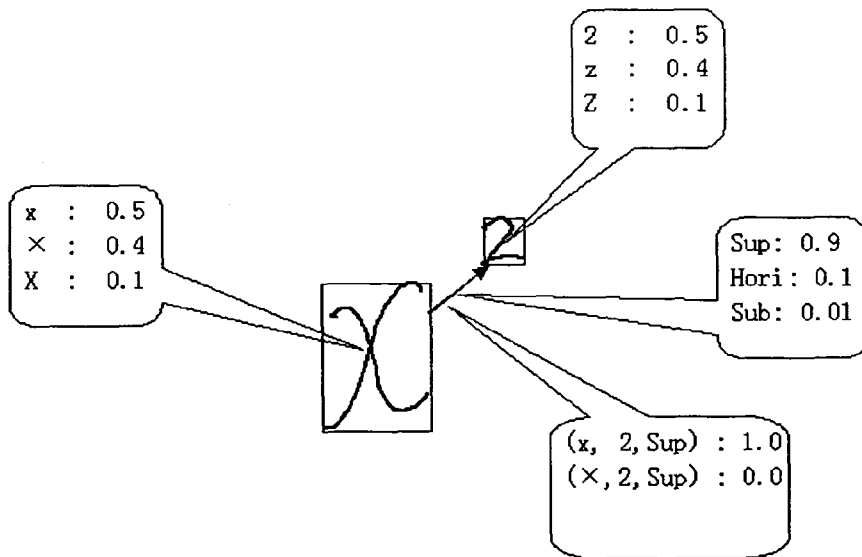 2 : 0.5
z : 0.4
Z : 0.1
x : 0.5
× : 0.4
X : 0.1
2
Sup: 0.9
Hori: 0.1
Sub: 0.01
x
(x, 2,Sup) : 1.0
(×,2,Sup) : 0.0